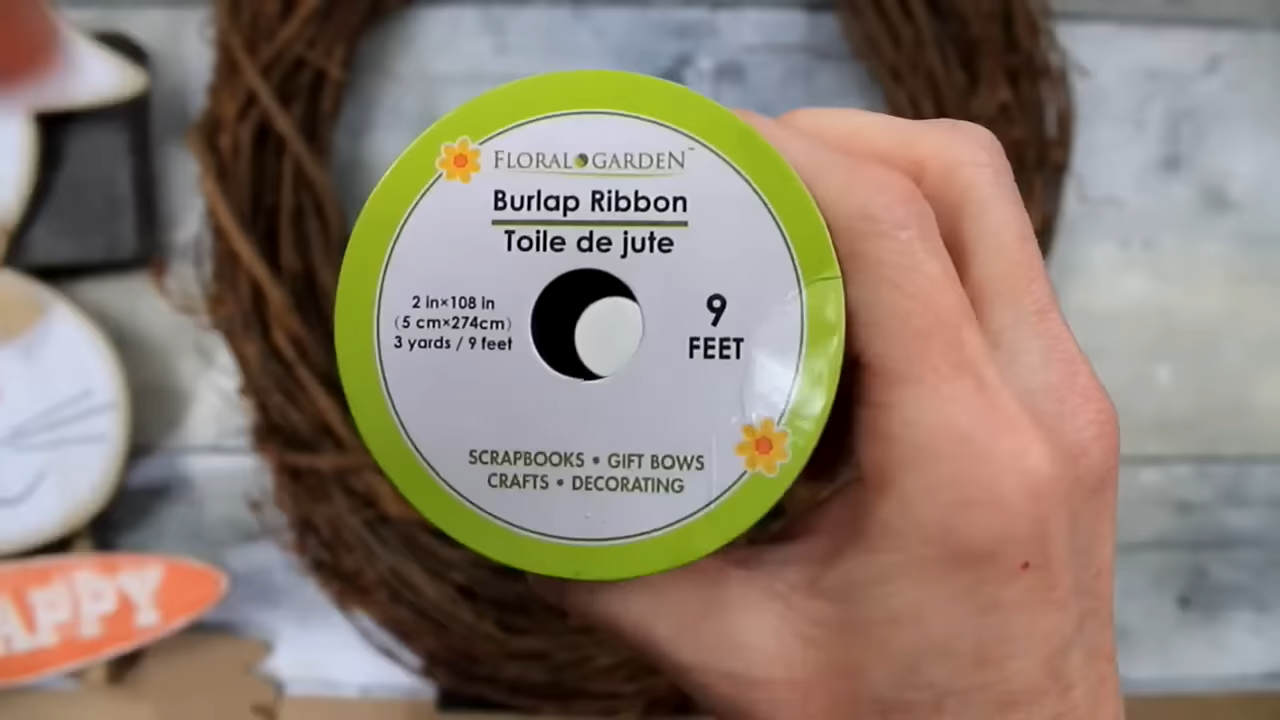 FLORAL GARDEN™
Burlap Ribbon
Toile de jute
2 in×108 in
(5 cm×274cm)
3 yards / 9 feet
9
FEET
SCRAPBOOKS • GIFT BOWS
CRAFTS • DECORATING
APPY